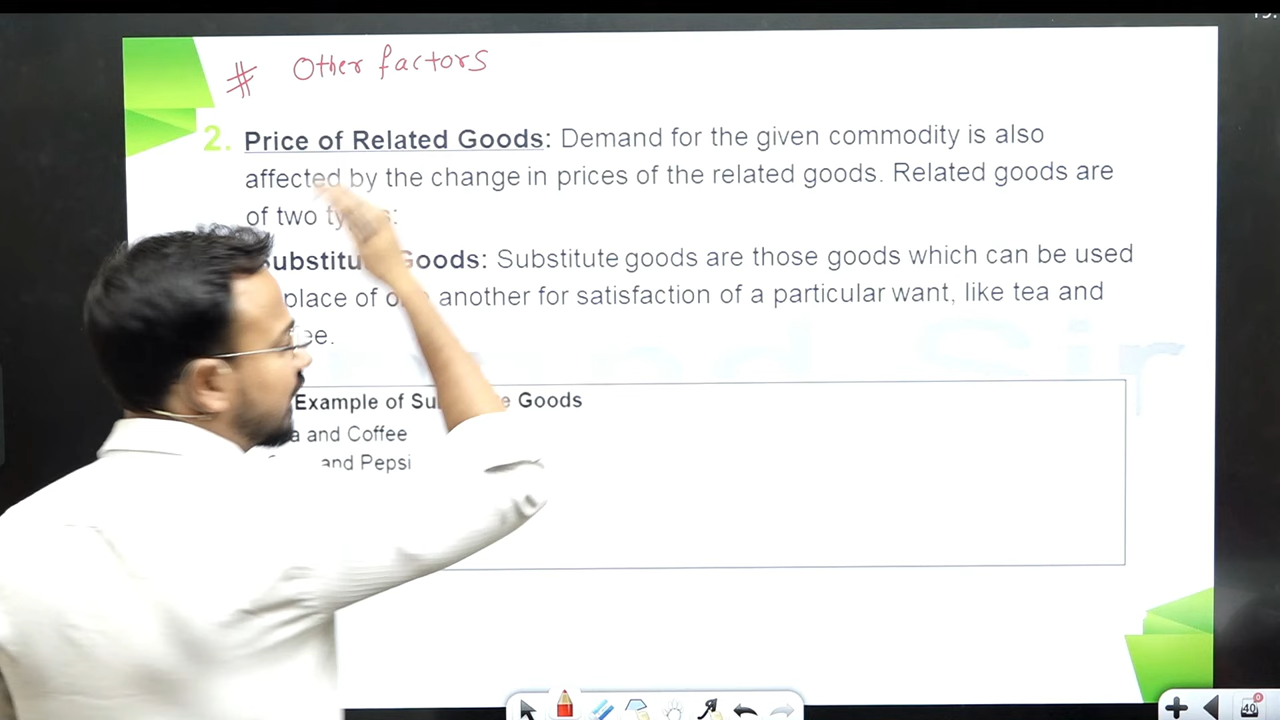 # Other factors
2. Price of Related Goods: Demand for the given commodity is also
affected by the change in prices of the related goods. Related goods are
of two
Substitute Goods: Substitute goods are those goods which can be used
place of one another for satisfaction of a particular want, like tea and
Example of Goods
and Coffee
and Pepsi
40